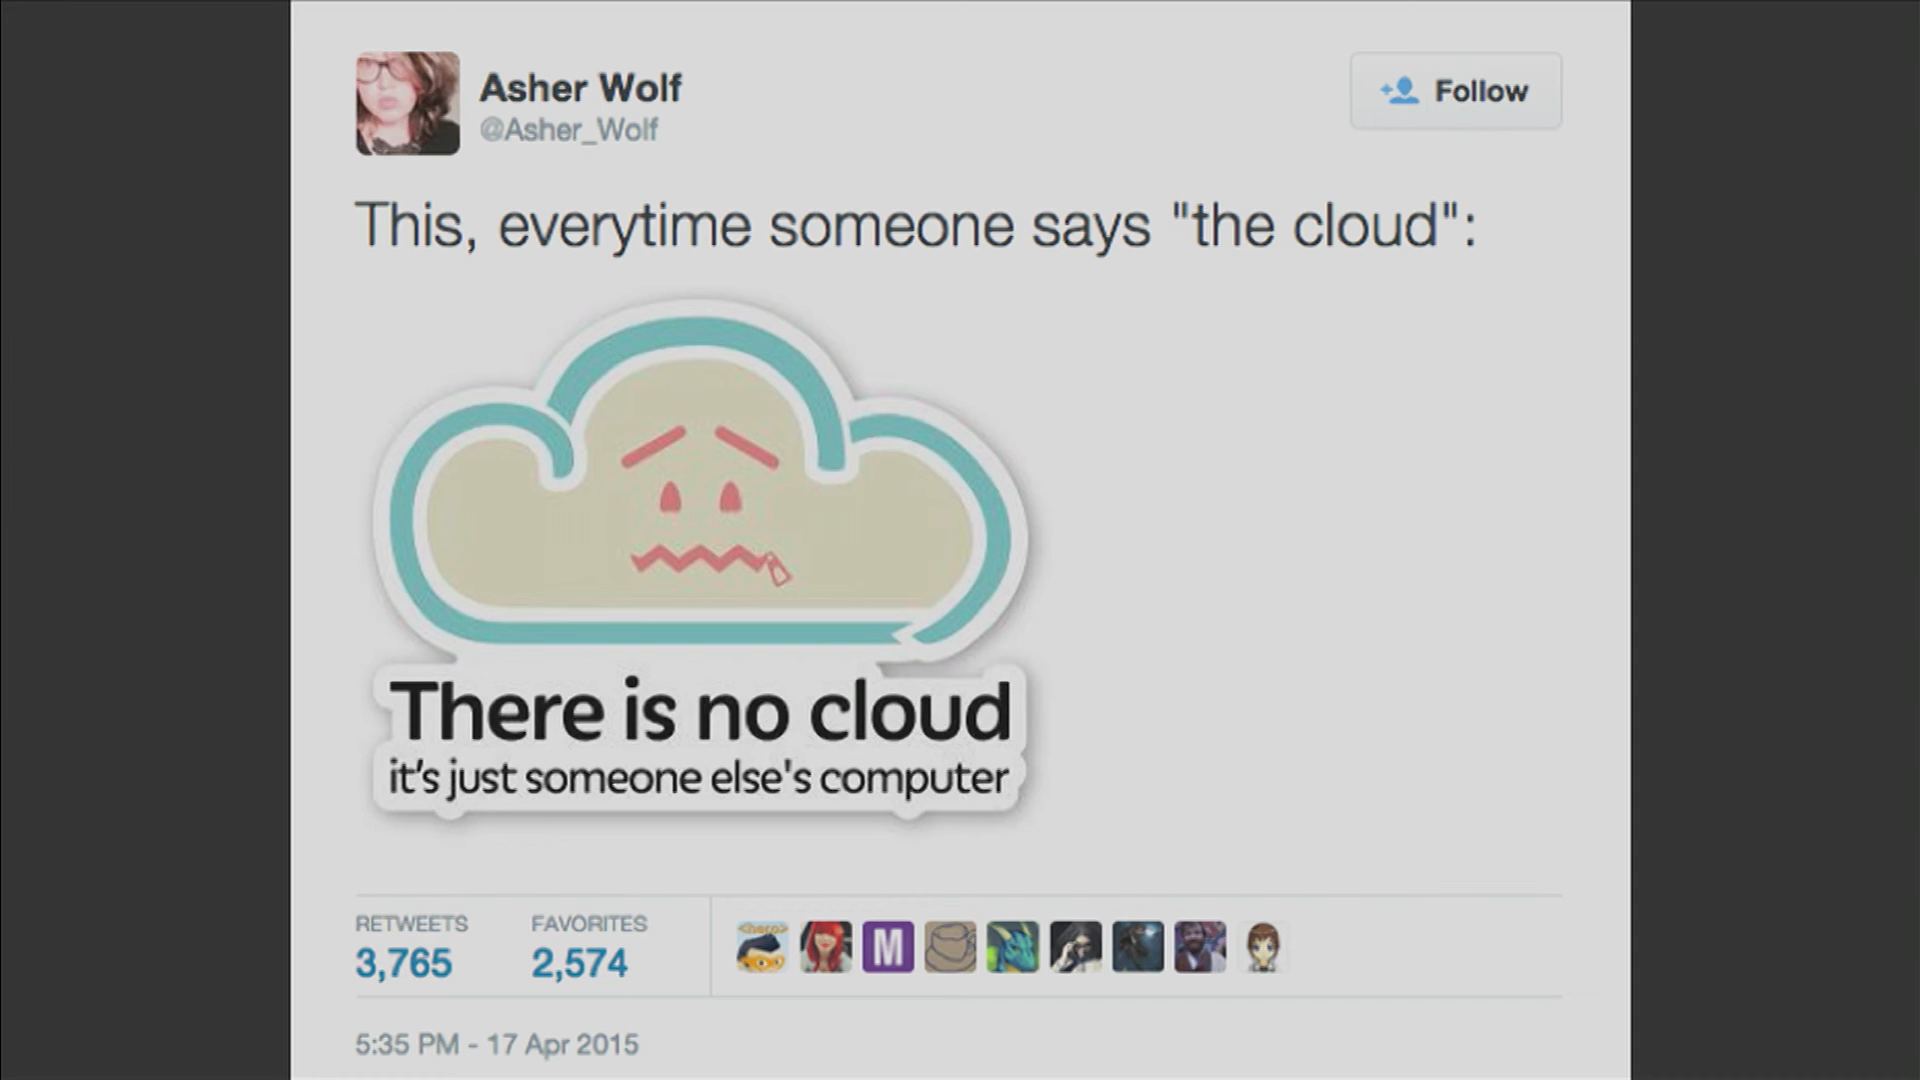 Asher Wolf
@Asher_Wolf
Follow
This, everytime someone says "the cloud":
There is no cloud
it's just someone else's computer
RETWEETS
3,765
FAVORITES
2,574
<hero>
M
5:35 PM - 17 Apr 2015